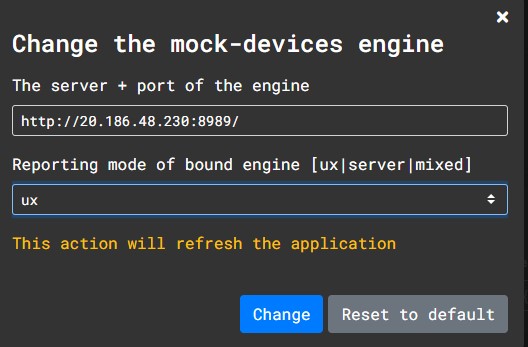 ×
Change the mock-devices engine
The server + port of the engine
http://20.186.48.230:8989/
Reporting mode of bound engine [ux|server|mixed]
ux
This action will refresh the application
Change
Reset to default